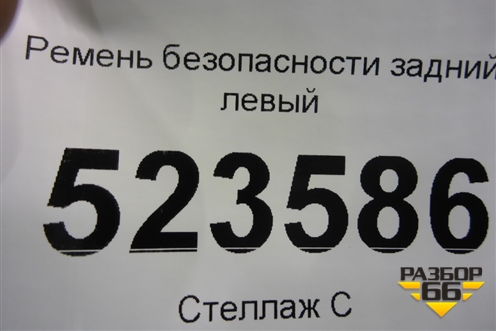 Ремень безопасности задний
левый
523586
РАЗБОР
66
Стеллаж С